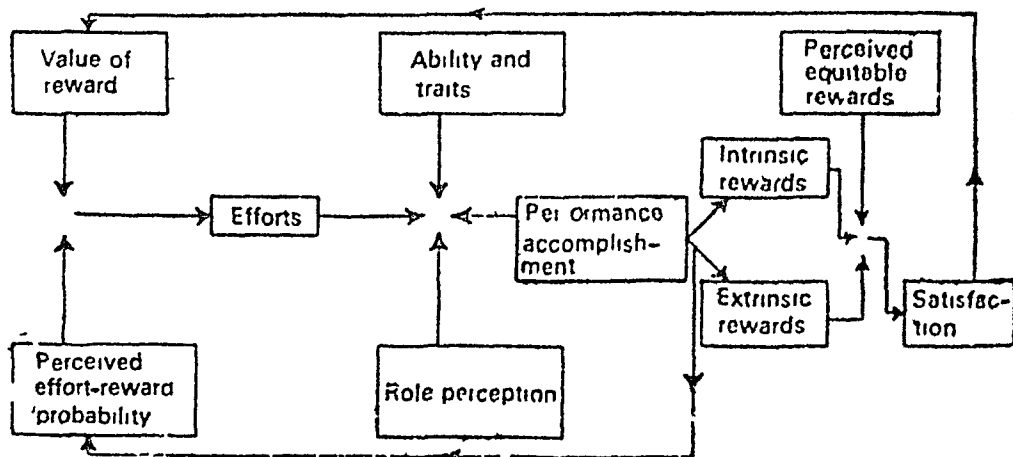 Value of
reward
Ability and
traits
Perceived
equitable
rewards
Intrinsic
rewards
Efforts
Per ormance
accomplish-
ment
Extrinsic
rewards
Satisfac-
tion
Perceived
effort-reward
probability
Role perception